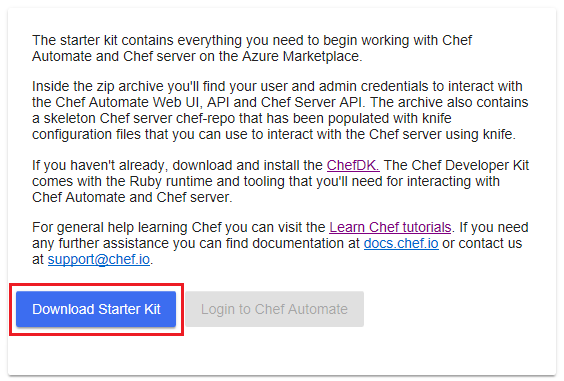 The starter kit contains everything you need to begin working with Chef
Automate and Chef server on the Azure Marketplace.
Inside the zip archive you'll find your user and admin credentials to interact with
the Chef Automate Web UI, API and Chef Server API. The archive also contains
a skeleton Chef server chef-repo that has been populated with knife
configuration files that you can use to interact with the Chef server using knife.
If you haven't already, download and install the ChefDK. The Chef Developer Kit
comes with the Ruby runtime and tooling that you'll need for interacting with
Chef Automate and Chef server.
For general help learning Chef you can visit the Learn Chef tutorials. If you need
any further assistance you can find documentation at docs.chef.io or contact us
at support@chef.io.
Download Starter Kit Login to Chef Automate